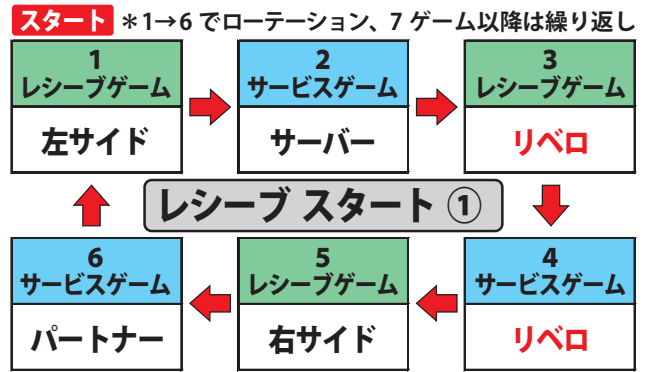 スタート ＊1→6 でローテーション、7 ゲーム以降は繰り返し
1
レシーブゲーム
左サイド
2
サービスゲーム
サーバー
3
レシーブゲーム
リベロ
レシーブ スタート ①
6
サービスゲーム
パートナー
5
レシーブゲーム
右サイド
4
サービスゲーム
リベロ